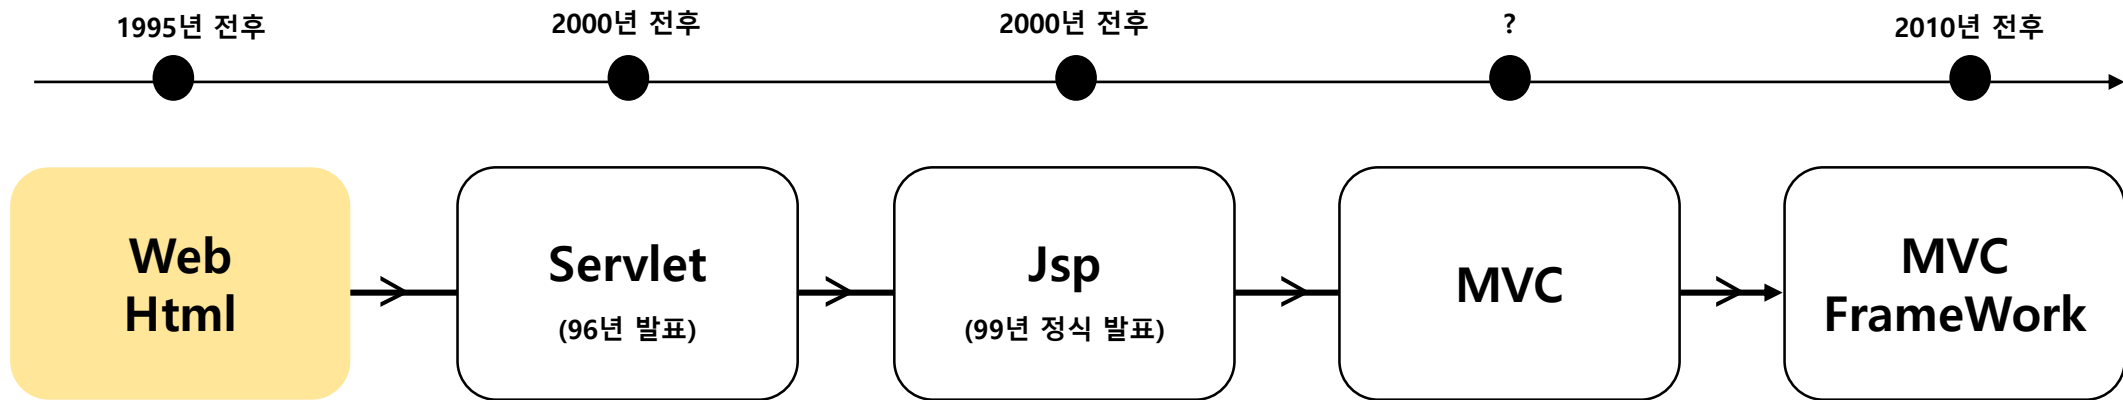 1995년 전후
2000년 전후
2000년 전후
?
2010년 전후
Web
Html
Servlet
(96년 발표)
Jsp
(99년 정식 발표)
MVC
MVC
FrameWork